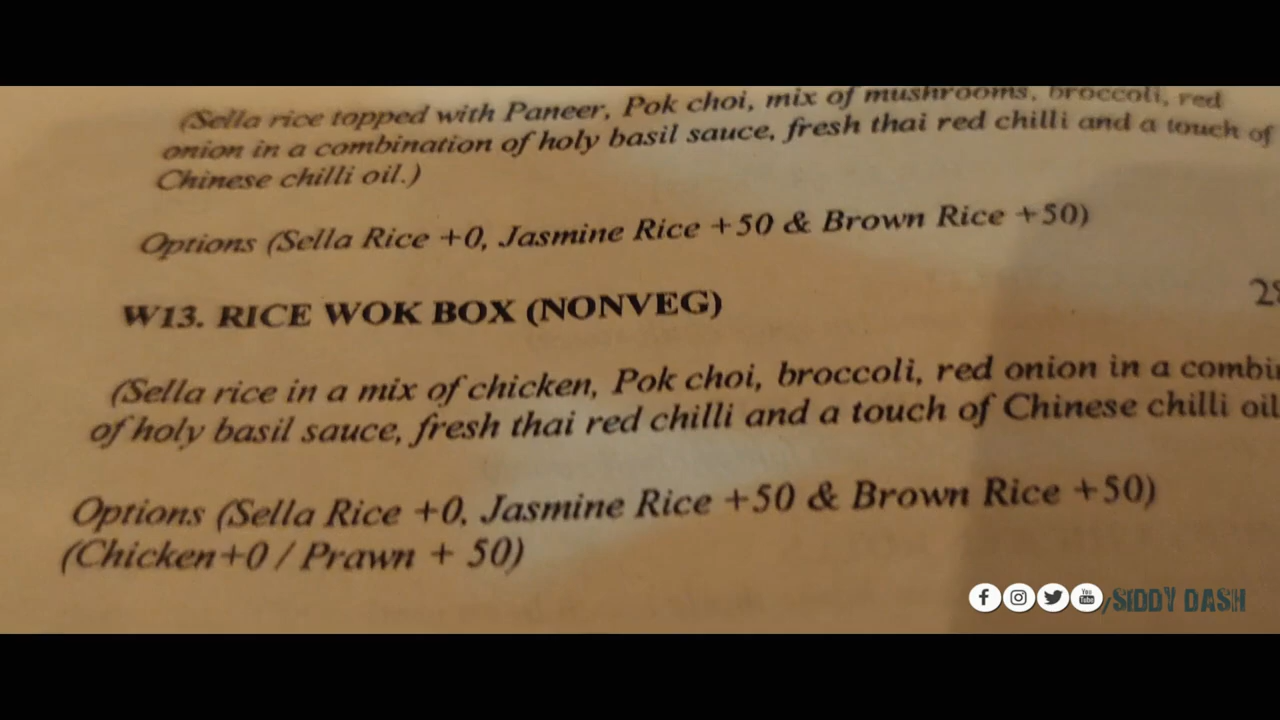 (Sella rice topped with Paneer, Pok choi, mix of mushrooms, broccoli, red
onion in a combination of holy basil sauce, fresh thai red chilli and a touch of
Chinese chilli oil.)
Options (Sella Rice +0, Jasmine Rice +50 & Brown Rice +50)
W13. RICE WOK BOX (NONVEG)
(Sella rice in a mix of chicken, Pok choi, broccoli, red onion in a
of holy basil sauce, fresh thai red chilli and a touch of Chinese chilli oil
Options (Sella Rice +0, Jasmine Rice +50 & Brown Rice +50)
(Chicken+0 / Prawn + 50)
You Tube /SIDDY DASH